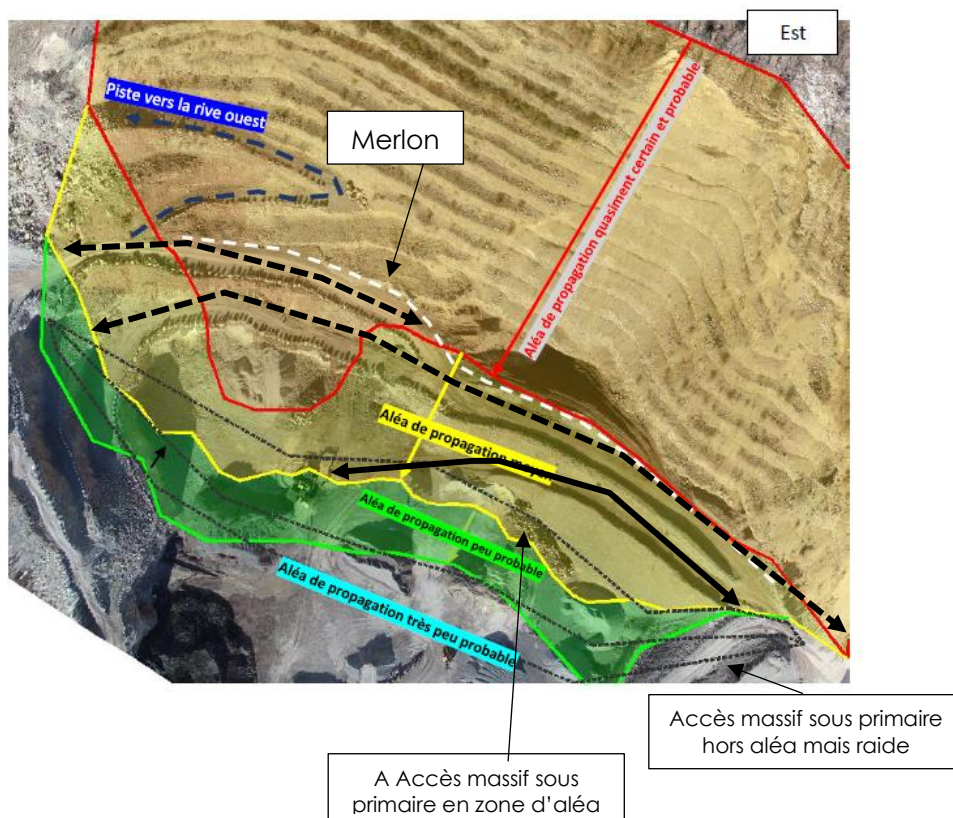 Est
Piste vers la rive ouest
Merlon
Aléa de propagation quasiment certain et probable
Aléa de propagation moyen
Aléa de propagation peu probable
Aléa de propagation très peu probable
Accès massif sous primaire
hors aléa mais raide
A Accès massif sous
primaire en zone d’aléa